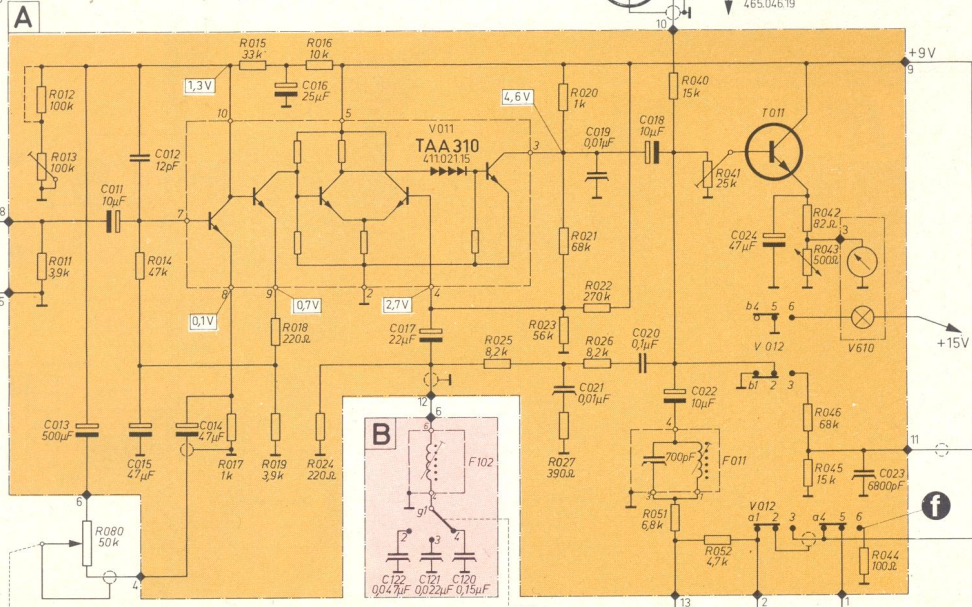 465.046.19
A
10
+9V
9
R015
33k
R016
10k
1,3V
C016
25µF
R012
100k
R013
100k
C012
12pF
C011
10µF
8
R011
3,9k
R014
47k
10
5
V011
TAA 310
411.021.15
3
7
8
9
2
4
0,1V
0,7V
2,7V
4,6V
R020
1k
C019
0,01µF
C018
10µF
R040
15k
T011
R041
25k
R042
82Ω
R043
500Ω
3
C024
47µF
R021
68k
R022
270k
R018
220Ω
C017
22µF
R023
56k
R025
8,2k
R026
8,2k
C020
0,1µF
b4
5
6
V610
+15V
V012
b1
2
3
C021
0,01µF
C022
10µF
R046
68k
C013
500µF
C015
47µF
C014
47µF
R017
1k
R019
3,9k
R024
220Ω
12
6
B
6
F102
4
g1
2
3
4
C122
0,047µF
C121
0,022µF
C120
0,15µF
R027
390Ω
4
700pF
F011
3
1
R045
15k
C023
6800pF
11
R051
6,8k
R052
4,7k
V012
a1
2
3
a4
5
6
f
R044
100Ω
6
R080
50k
4
13
2
1